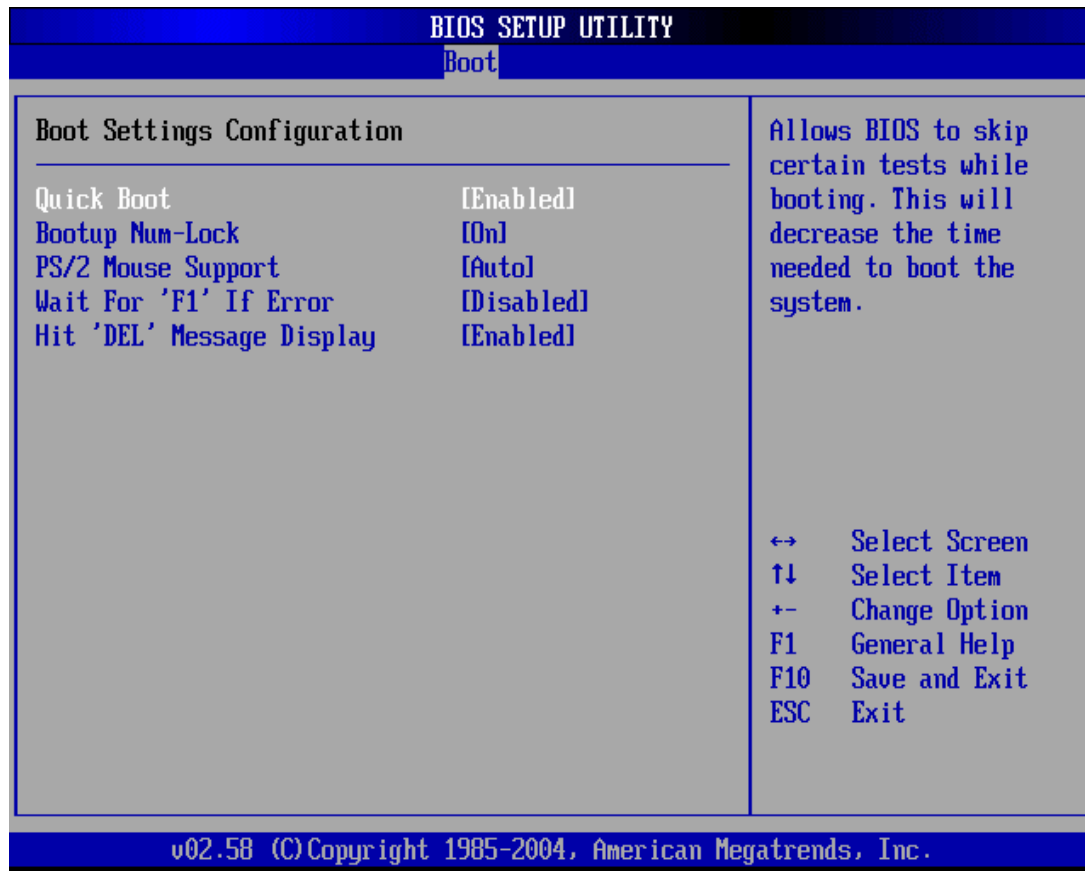 BIOS SETUP UTILITY
Boot
Boot Settings Configuration
Quick Boot [Enabled]
Bootup Num-Lock [On]
PS/2 Mouse Support [Auto]
Wait For 'F1' If Error [Disabled]
Hit 'DEL' Message Display [Enabled]
Allows BIOS to skip
certain tests while
booting. This will
decrease the time
needed to boot the
system.
←→ Select Screen
↑↓ Select Item
+- Change Option
F1 General Help
F10 Save and Exit
ESC Exit
v02.58 (C)Copyright 1985-2004, American Megatrends, Inc.